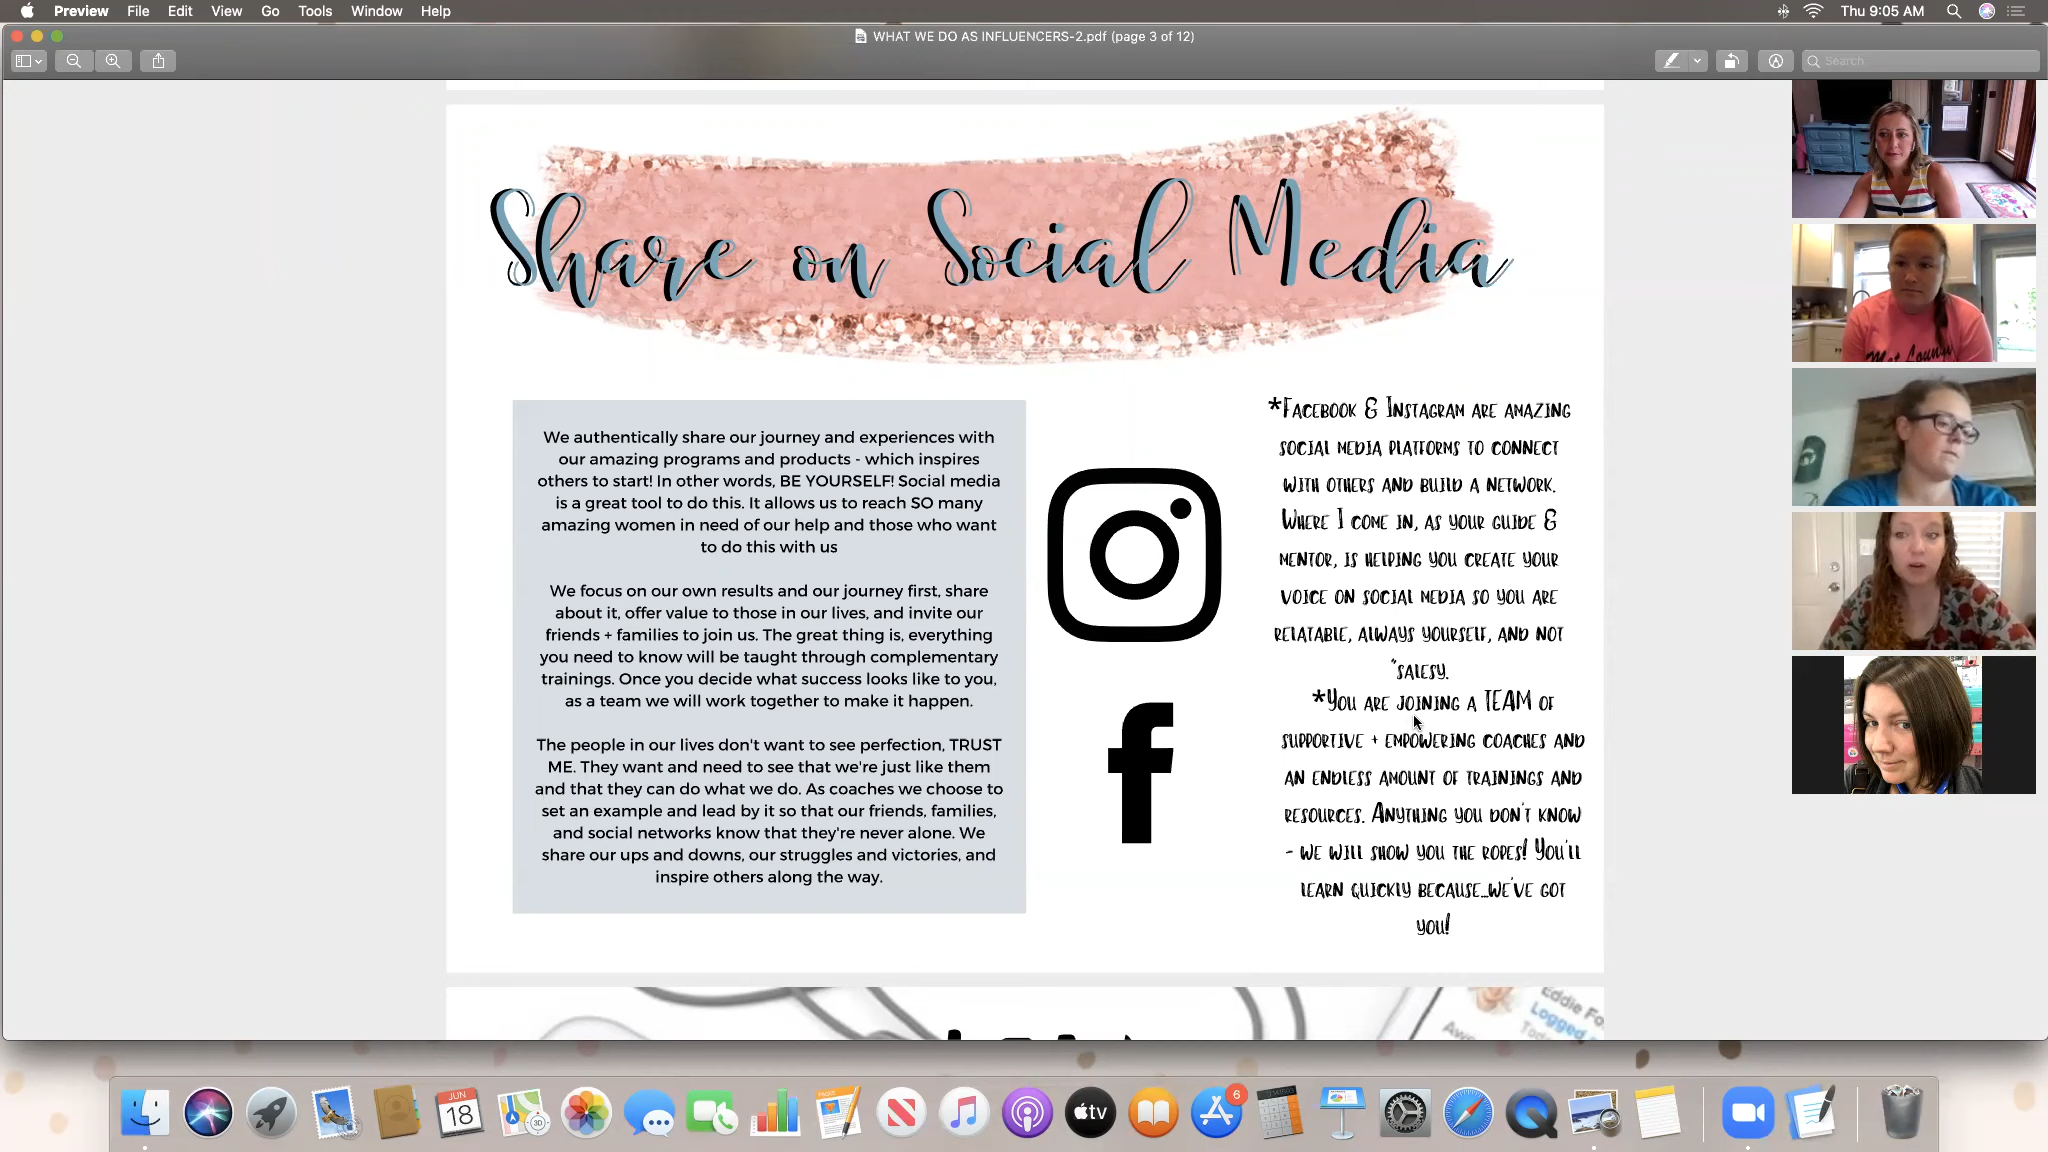 Preview File Edit View Go Tools Window Help
Thu 9:05 AM
WHAT WE DO AS INFLUENCERS-2.pdf (page 3 of 12)
Search
Share on Social Media
We authentically share our journey and experiences with
our amazing programs and products - which inspires
others to start! In other words, BE YOURSELF! Social media
is a great tool to do this. It allows us to reach SO many
amazing women in need of our help and those who want
to do this with us
We focus on our own results and our journey first, share
about it, offer value to those in our lives, and invite our
friends + families to join us. The great thing is, everything
you need to know will be taught through complementary
trainings. Once you decide what success looks like to you,
as a team we will work together to make it happen.
The people in our lives don't want to see perfection, TRUST
ME. They want and need to see that we're just like them
and that they can do what we do. As coaches we choose to
set an example and lead by it so that our friends, families,
and social networks know that they're never alone. We
share our ups and downs, our struggles and victories, and
inspire others along the way.
*Facebook & Instagram are amazing
social media platforms to connect
with others and build a network.
Where I come in, as your guide &
mentor, is helping you create your
voice on social media so you are
relatable, always yourself, and not
"salesy.
*You are joining a TEAM of
supportive + empowering coaches and
an endless amount of trainings and
resources. Anything you don't know
- we will show you the ropes! You'll
learn quickly because...we've got
you!
Eddie Fo
Logged
Toda
Aw
JUN
18
3D
PAGES
tv
6